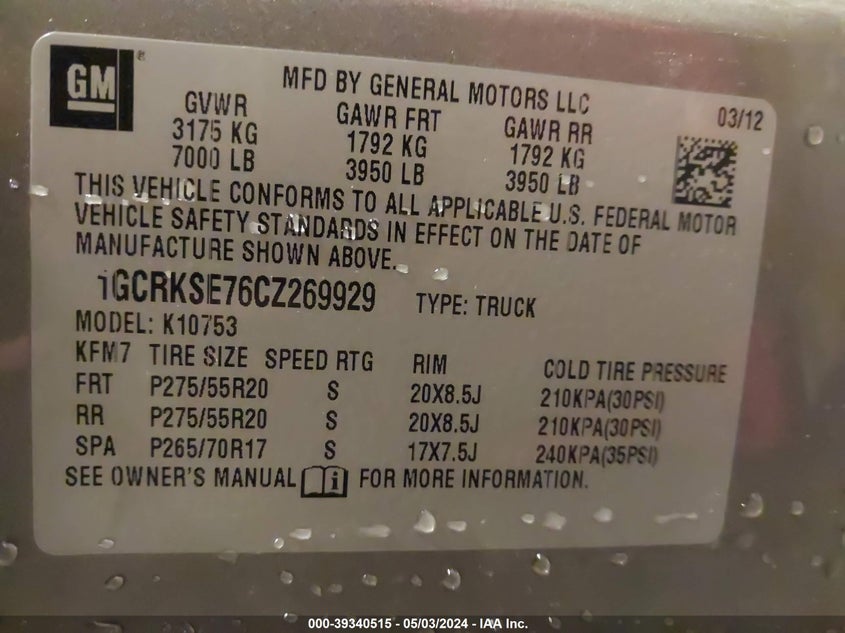 GM ®
MFD BY GENERAL MOTORS LLC
GVWR GAWR FRT GAWR RR 03/12
3175 KG 1792 KG 1792 KG
7000 LB 3950 LB 3950 LB
THIS VEHICLE CONFORMS TO ALL APPLICABLE U.S. FEDERAL MOTOR
VEHICLE SAFETY STANDARDS IN EFFECT ON THE DATE OF
MANUFACTURE SHOWN ABOVE.
1GCRKSE76CZ269929 TYPE: TRUCK
MODEL: K10753
KFM7 TIRE SIZE SPEED RTG RIM COLD TIRE PRESSURE
FRT P275/55R20 S 20X8.5J 210KPA(30PSI)
RR P275/55R20 S 20X8.5J 210KPA(30PSI)
SPA P265/70R17 S 17X7.5J 240KPA(35PSI)
SEE OWNER'S MANUAL i FOR MORE INFORMATION.
000-39340515 - 05/03/2024 - IAA Inc.